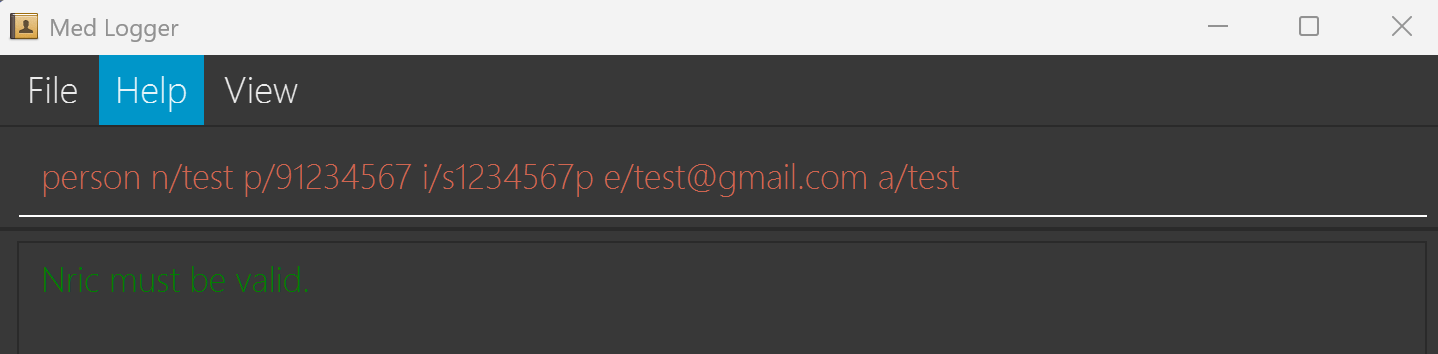 Med Logger
File Help View
person n/test p/91234567 i/s1234567p e/test@gmail.com a/test
Nric must be valid.